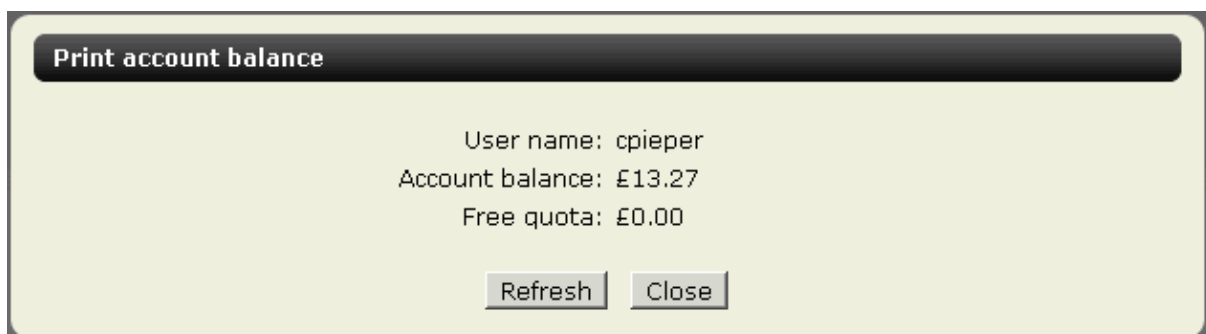 Print account balance
User name: cpieper
Account balance: £13.27
Free quota: £0.00
Refresh Close